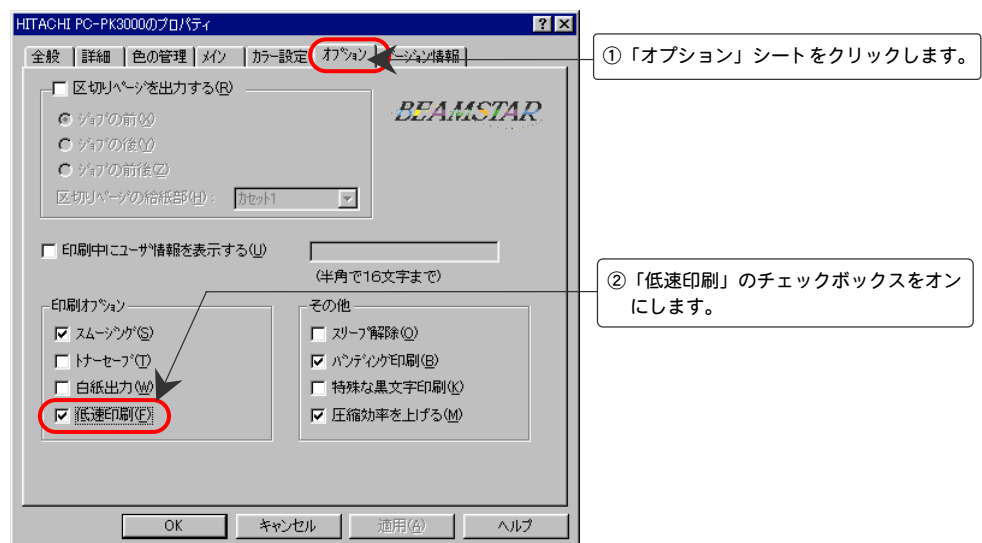 HITACHI PC-PK3000のプロパティ
全般 詳細 色の管理 メイン カラー設定 オプション バージョン情報
①「オプション」シートをクリックします。
区切りページを出力する(R)
BEAMSTAR
ジョブの前(X)
ジョブの後(Y)
ジョブの前後(Z)
区切りページの給紙部(H): カセット1
印刷中にユーザ情報を表示する(U)
(半角で16文字まで)
②「低速印刷」のチェックボックスをオン
にします。
印刷オプション
スムージング(S)
トナーセーブ(T)
白紙出力(W)
低速印刷(F)
その他
スリープ解除(O)
バンディング印刷(B)
特殊な黒文字印刷(K)
圧縮効率を上げる(M)
OK キャンセル 適用(A) ヘルプ